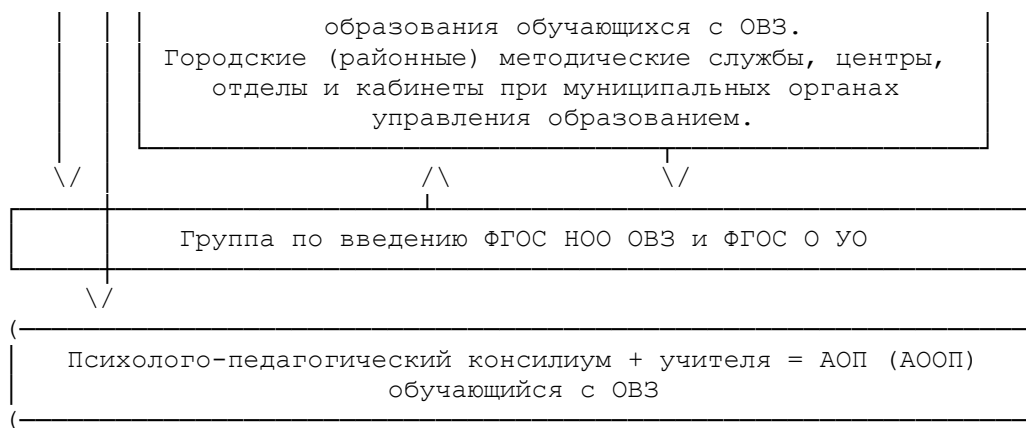 образования обучающихся с ОВЗ.
Городские (районные) методические службы, центры,
отделы и кабинеты при муниципальных органах
управления образованием.
Группа по введению ФГОС НОО ОВЗ и ФГОС О УО
Психолого-педагогический консилиум + учителя = АОП (АООП)
обучающийся с ОВЗ